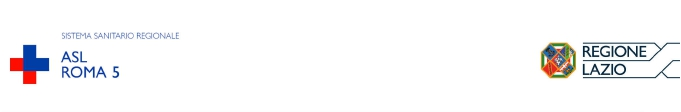 SISTEMA SANITARIO REGIONALE
ASL
ROMA 5
REGIONE
LAZIO